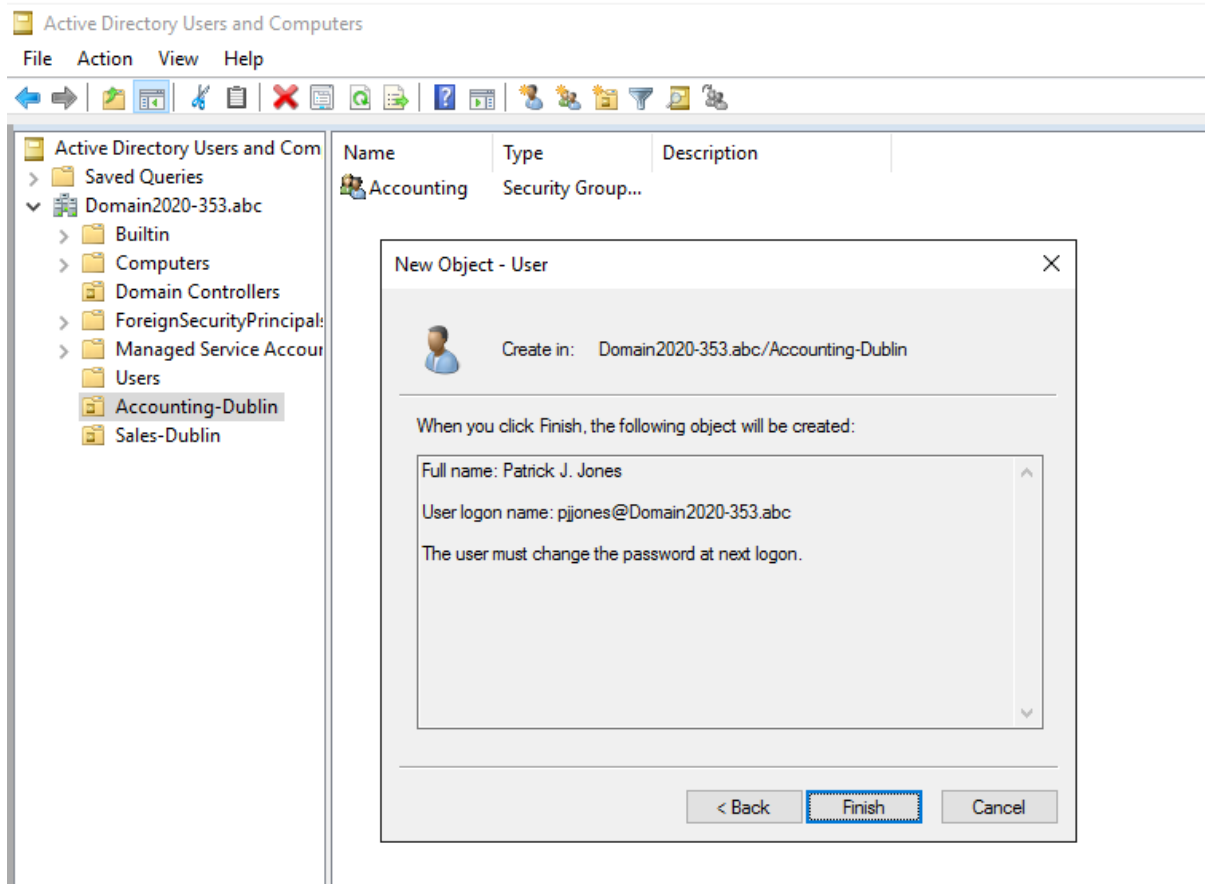 Active Directory Users and Computers
File Action View Help
Active Directory Users and Com
Saved Queries
Domain2020-353.abc
Builtin
Computers
Domain Controllers
ForeignSecurityPrincipals
Managed Service Accour
Users
Accounting-Dublin
Sales-Dublin
Name Type Description
Accounting Security Group...
New Object - User
Create in: Domain2020-353.abc/Accounting-Dublin
When you click Finish, the following object will be created:
Full name: Patrick J. Jones
User logon name: pjjones@Domain2020-353.abc
The user must change the password at next logon.
< Back Finish Cancel